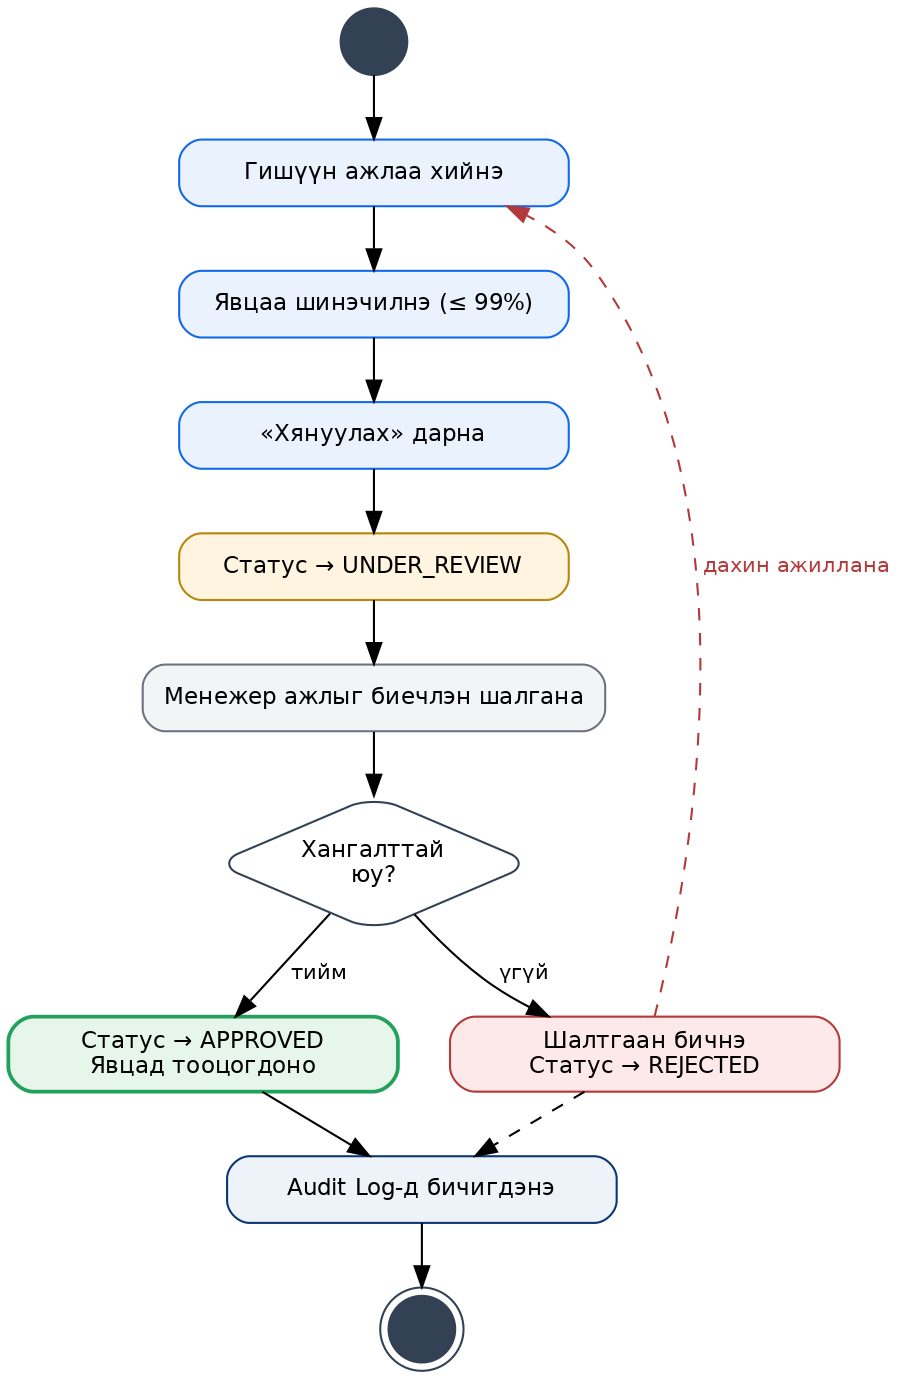 Гишүүн ажлаа хийнэ
Явцаа шинэчилнэ (≤ 99%)
«Хянуулах» дарна
Статус → UNDER_REVIEW
дахин ажиллана
Менежер ажлыг биечлэн шалгана
Хангалттай
юу?
тийм
үгүй
Статус → APPROVED
Явцад тооцогдоно
Шалтгаан бичнэ
Статус → REJECTED
Audit Log-д бичигдэнэ